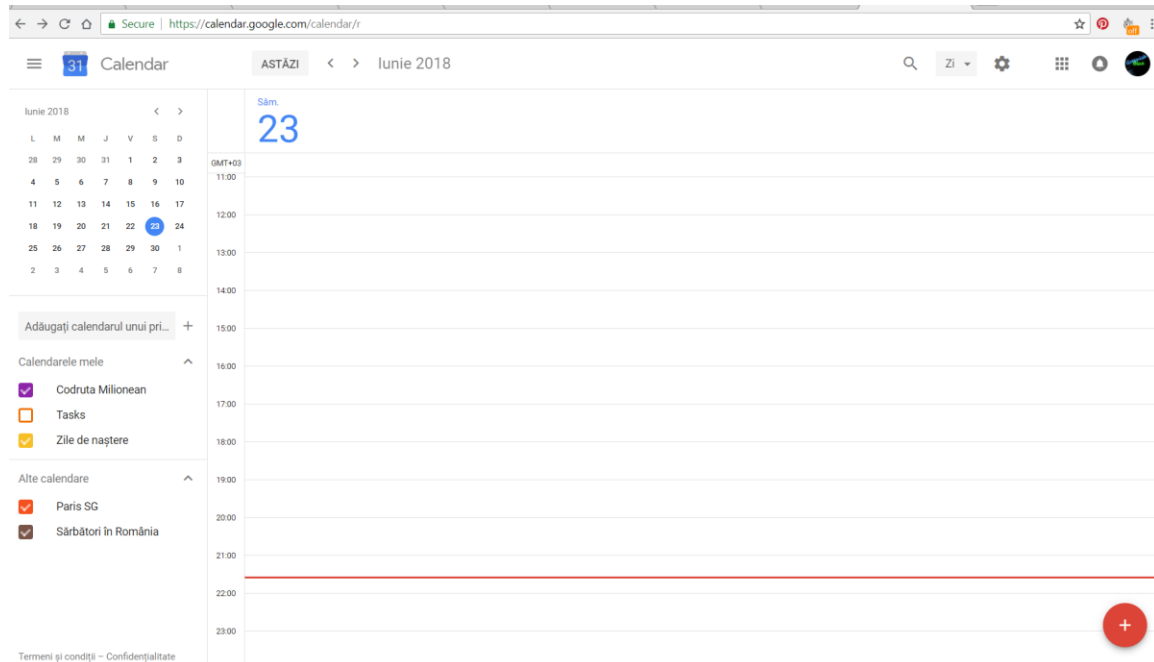 Secure | https://calendar.google.com/calendar/r
off
31 Calendar ASTĂZI < > Iunie 2018 Zi
Iunie 2018 < >
L M M J V S D
28 29 30 31 1 2 3
4 5 6 7 8 9 10
11 12 13 14 15 16 17
18 19 20 21 22 23 24
25 26 27 28 29 30 1
2 3 4 5 6 7 8
Adăugați calendarul unui pri... +
Calendarele mele
Codruta Milionean
Tasks
Zile de naștere
Alte calendare
Paris SG
Sărbători în România
Termeni și condiții – Confidențialitate
Sâm.
23
GMT+03
11:00
12:00
13:00
14:00
15:00
16:00
17:00
18:00
19:00
20:00
21:00
22:00
23:00
+